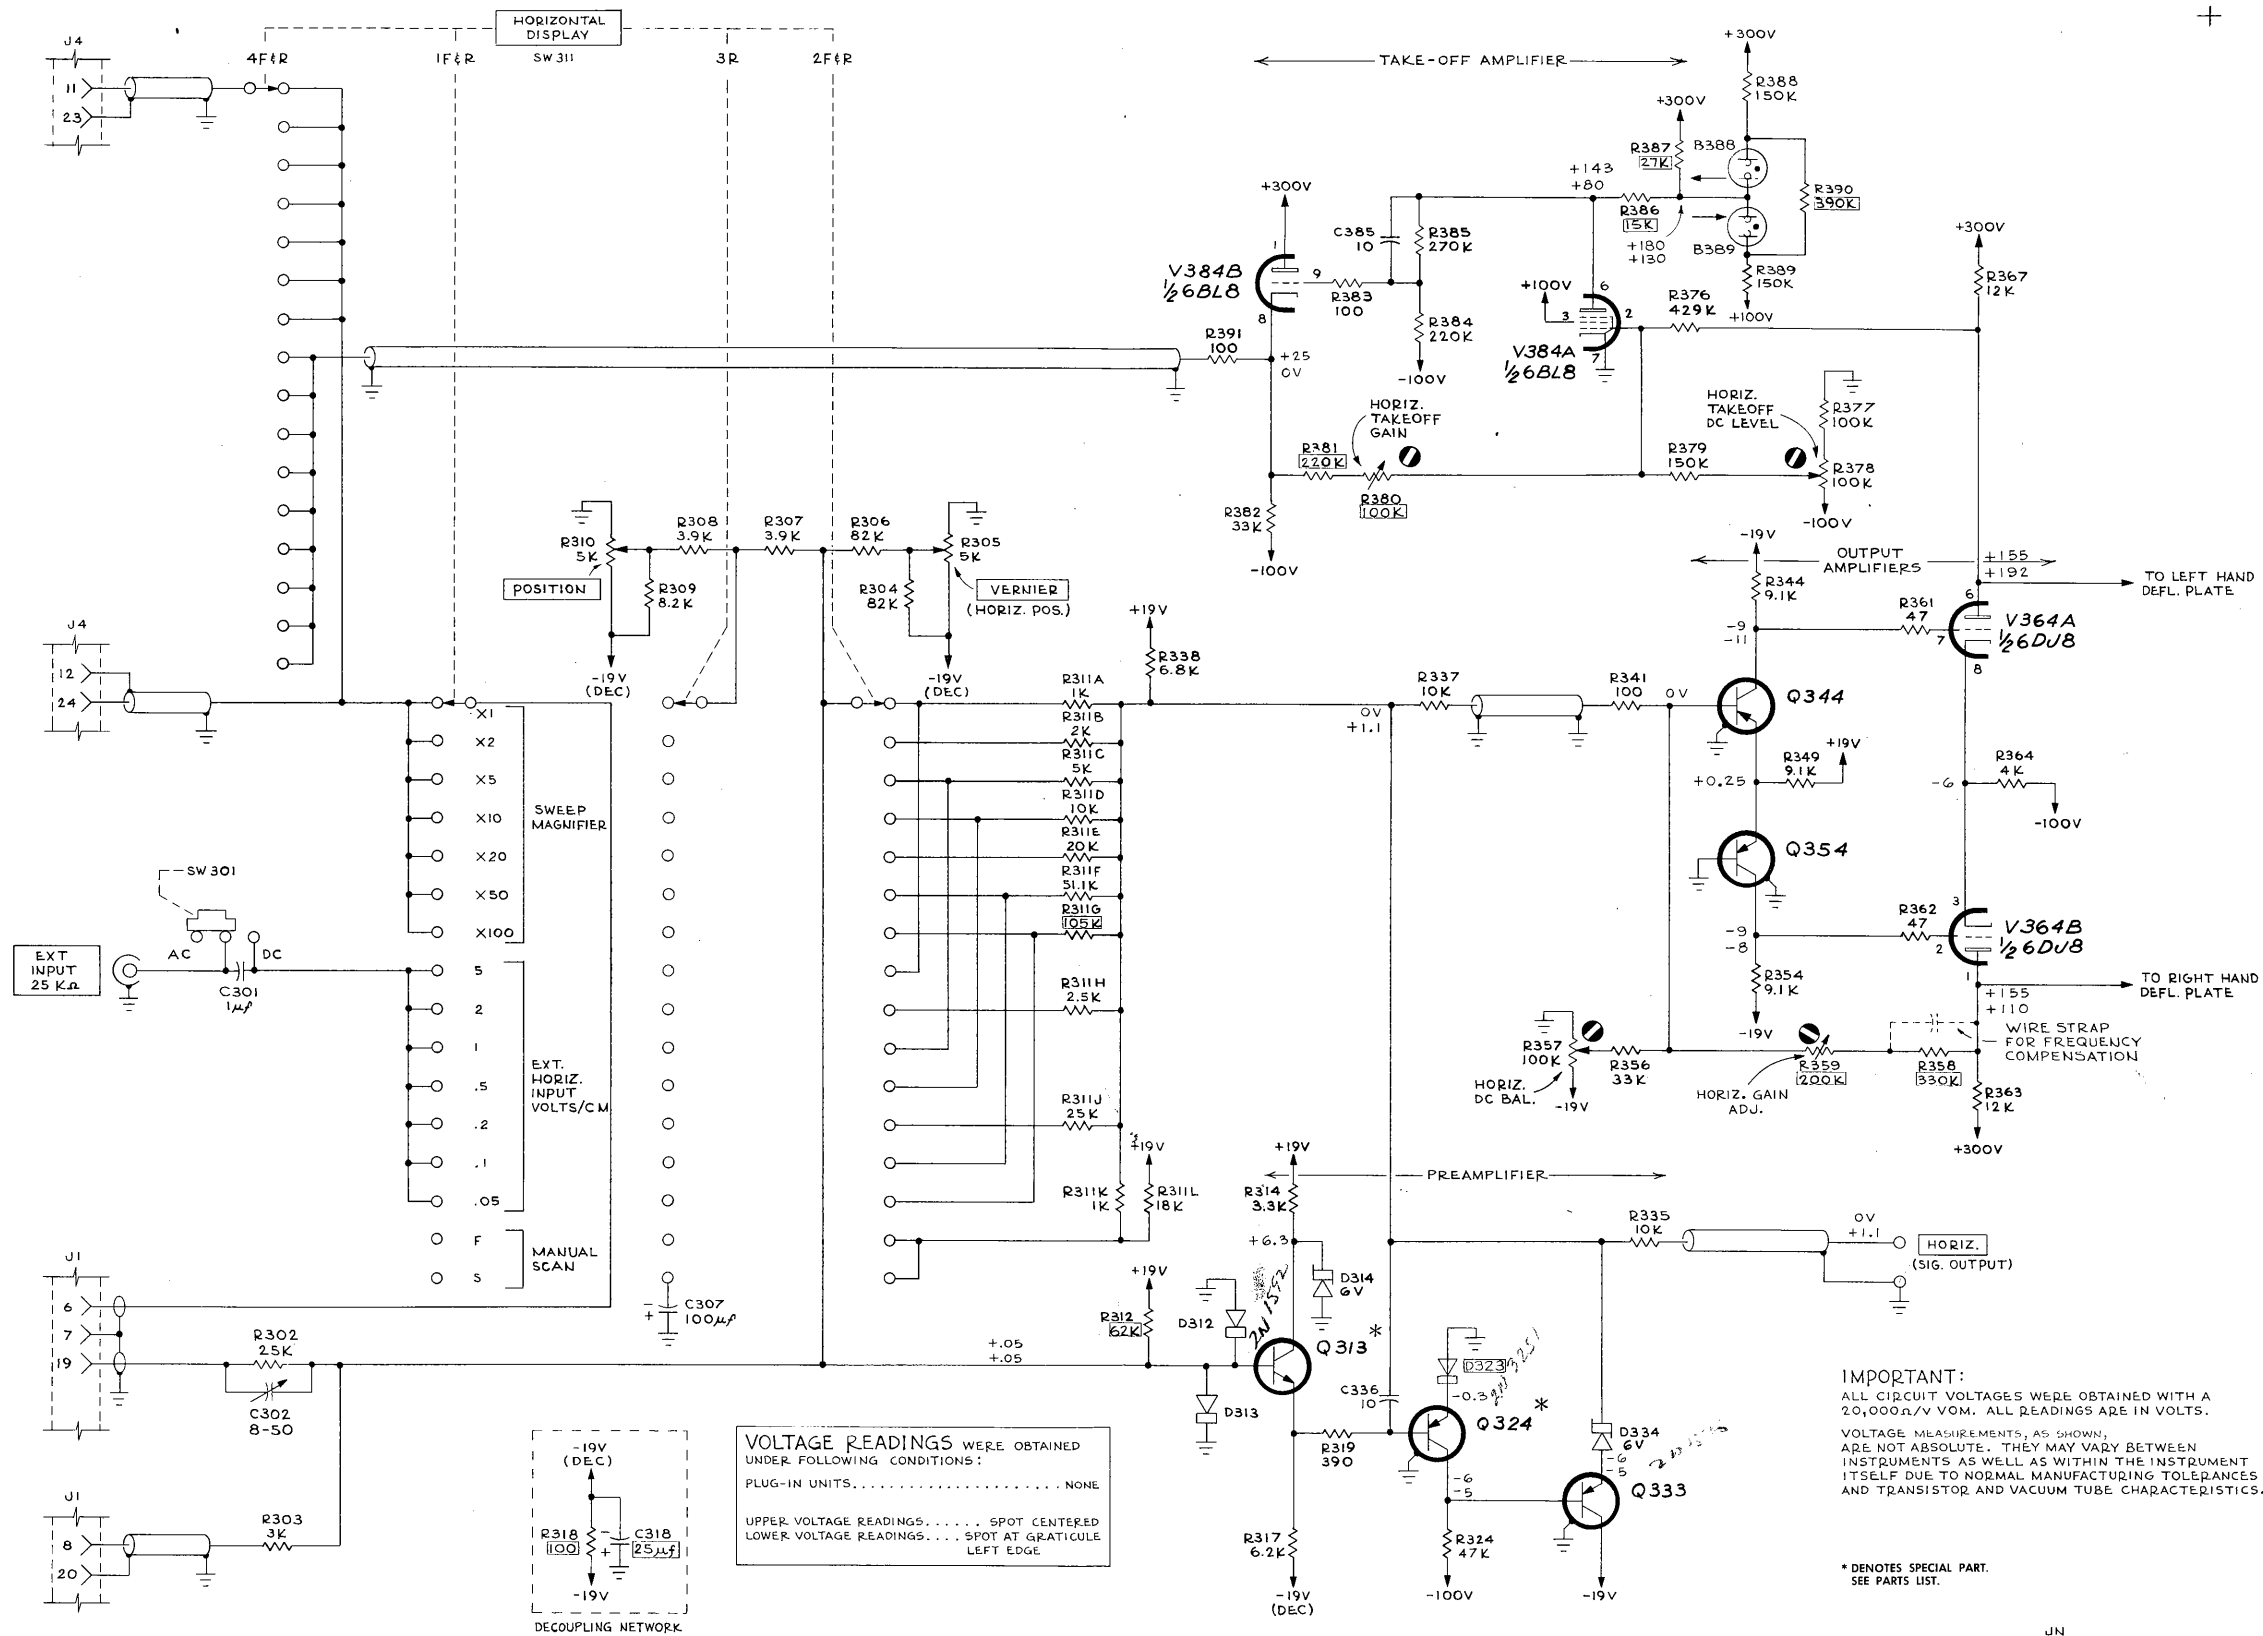 HORIZONTAL
DISPLAY
SW 311
4F&R
1F&R
3R
2F&R
J4
11
23
TAKE-OFF AMPLIFIER
+300V
R388
150K
+300V
R387
27K
B388
+143
+80
R390
390K
R386
15K
+180
+130
B389
R389
150K
+100V
+300V
1
V384B
½6BL8
9
8
R383
100
C385
10
R385
270K
R384
220K
-100V
+100V
3
6
2
7
V384A
½6BL8
R376
429K
+300V
R367
12K
R391
100
+25
0V
HORIZ.
TAKEOFF
GAIN
R381
220K
R380
100K
R382
33K
-100V
HORIZ.
TAKEOFF
DC LEVEL
R377
100K
R379
150K
R378
100K
-100V
R310
5K
POSITION
R308
3.9K
R307
3.9K
R306
82K
R305
5K
R309
8.2K
R304
82K
VERNIER
(HORIZ. POS.)
-19V
(DEC)
-19V
(DEC)
-19V
R344
9.1K
OUTPUT
AMPLIFIERS
+155
+192
TO LEFT HAND
DEFL. PLATE
-9
-11
R361
47
6
7
8
V364A
½6DJ8
J4
12
24
+19V
R338
6.8K
R311A
1K
R311B
2K
R311C
5K
R311D
10K
R311E
20K
R311F
51.1K
R311G
105K
R311H
2.5K
R311J
25K
R311K
1K
+19V
R311L
18K
0V
+1.1
R337
10K
R341
100
0V
Q344
+19V
R349
9.1K
+0.25
-6
R364
4K
-100V
Q354
-9
-8
R362
47
3
2
1
V364B
½6DJ8
R354
9.1K
-19V
+155
+110
TO RIGHT HAND
DEFL. PLATE
WIRE STRAP
FOR FREQUENCY
COMPENSATION
R357
100K
HORIZ.
DC BAL.
-19V
R356
33K
R359
200K
HORIZ. GAIN
ADJ.
R358
330K
R363
12K
+300V
X1
X2
X5
X10
X20
X50
X100
SWEEP
MAGNIFIER
SW 301
AC
DC
EXT
INPUT
25 KΩ
C301
1µf
5
2
1
.5
.2
.1
.05
EXT.
HORIZ.
INPUT
VOLTS/CM
F
S
MANUAL
SCAN
J1
6
7
19
R302
25K
C302
8-50
C307
100µf
+
-
J1
8
20
R303
3K
-19V
(DEC)
R318
100
C318
25µf
-
+
-19V
DECOUPLING NETWORK
VOLTAGE READINGS WERE OBTAINED
UNDER FOLLOWING CONDITIONS:
PLUG-IN UNITS....................... NONE
UPPER VOLTAGE READINGS...... SPOT CENTERED
LOWER VOLTAGE READINGS.... SPOT AT GRATICULE
LEFT EDGE
+.05
+.05
+19V
R312
62K
D312
D313
+19V
R314
3.3K
PREAMPLIFIER
+6.3
D314
6V
2N1552
Q313
*
R317
6.2K
-19V
(DEC)
R319
390
C336
10
D323
-0.3
Q324
*
-6
-5
R324
47K
-100V
D334
6V
-6
-5
Q333
-19V
R335
10K
0V
+1.1
HORIZ.
(SIG. OUTPUT)
IMPORTANT:
ALL CIRCUIT VOLTAGES WERE OBTAINED WITH A
20,000Ω/V VOM. ALL READINGS ARE IN VOLTS.
VOLTAGE MEASUREMENTS, AS SHOWN,
ARE NOT ABSOLUTE. THEY MAY VARY BETWEEN
INSTRUMENTS AS WELL AS WITHIN THE INSTRUMENT
ITSELF DUE TO NORMAL MANUFACTURING TOLERANCES
AND TRANSISTOR AND VACUUM TUBE CHARACTERISTICS.
* DENOTES SPECIAL PART.
SEE PARTS LIST.
JN